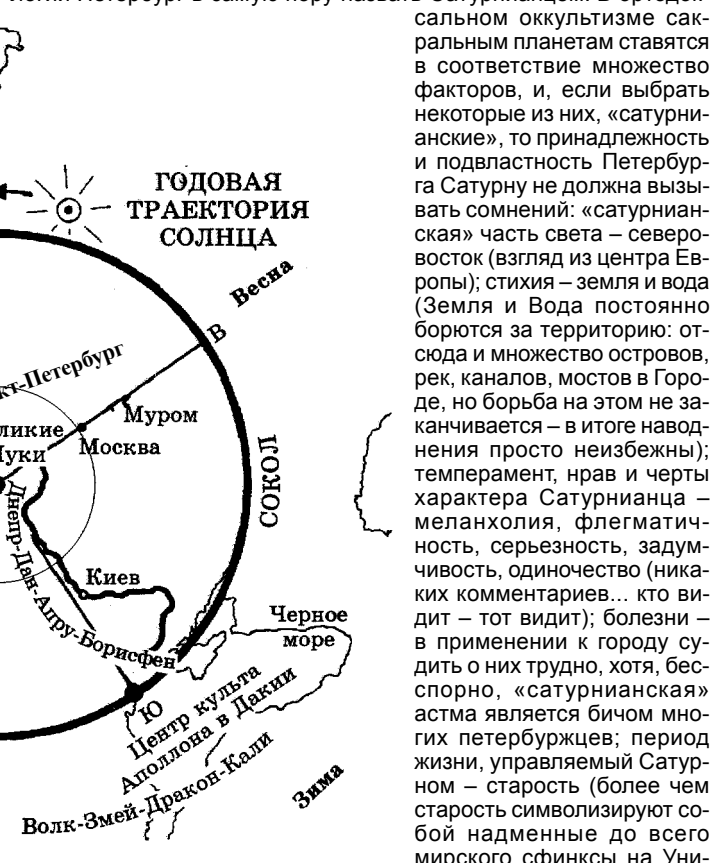 сальном оккультизме сак-
ральным планетам ставятся
в соответствие множество
факторов, и, если выбрать
некоторые из них, «сатурни-
анские», то принадлежность
и подвластность Петербур-
га Сатурну не должна вызы-
вать сомнений: «сатурниан-
ская» часть света – северо-
восток (взгляд из центра Ев-
ропы); стихия – земля и вода
(Земля и Вода постоянно
борются за территорию: от-
сюда и множество островов,
рек, каналов, мостов в Горо-
де, но борьба на этом не за-
канчивается – в итоге навод-
нения просто неизбежны);
темперамент, нрав и черты
характера Сатурнианца –
меланхолия, флегматич-
ность, серьезность, задум-
чивость, одиночество (ника-
ких комментариев... кто ви-
дит – тот видит); болезни –
в применении к городу су-
дить о них трудно, хотя, бес-
спорно, «сатурнианская»
астма является бичом мно-
гих петербуржцев; период
жизни, управляемый Сатур-
ном – старость (более чем
старость символизируют со-
бой надменные до всего
мирского сфинксы на Уни-
ГОДОВАЯ
ТРАЕКТОРИЯ
СОЛНЦА
Весна
В
кт-Петербург
Муром
ликие
Луки
Москва
СОКОЛ
Днепр-Дан-Апру-Борисфен
Киев
Черное
море
Ю
Центр культа
Аполлона в Дакии
Волк-Змей-Дракон-Кали
Зима